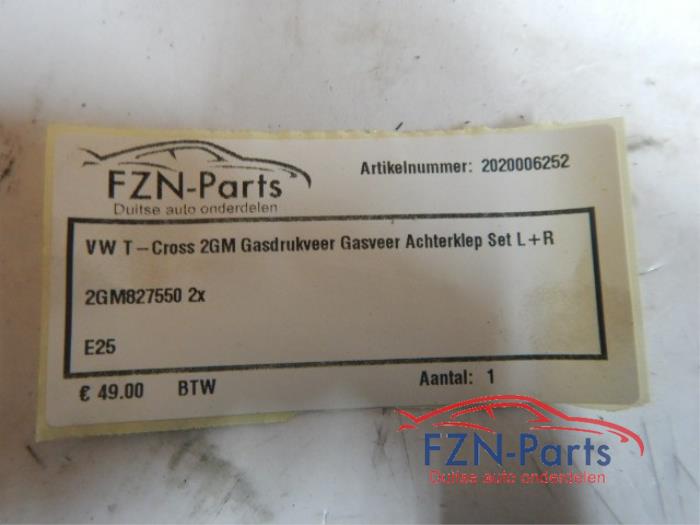 FZN-Parts
Duitse auto onderdelen
Artikelnummer: 2020006252
VW T-Cross 2GM Gasdrukveer Gasveer Achterklep Set L+R
2GM827550 2x
E25
€ 49.00 BTW Aantal: 1
FZN-Parts
Duitse auto onderdelen